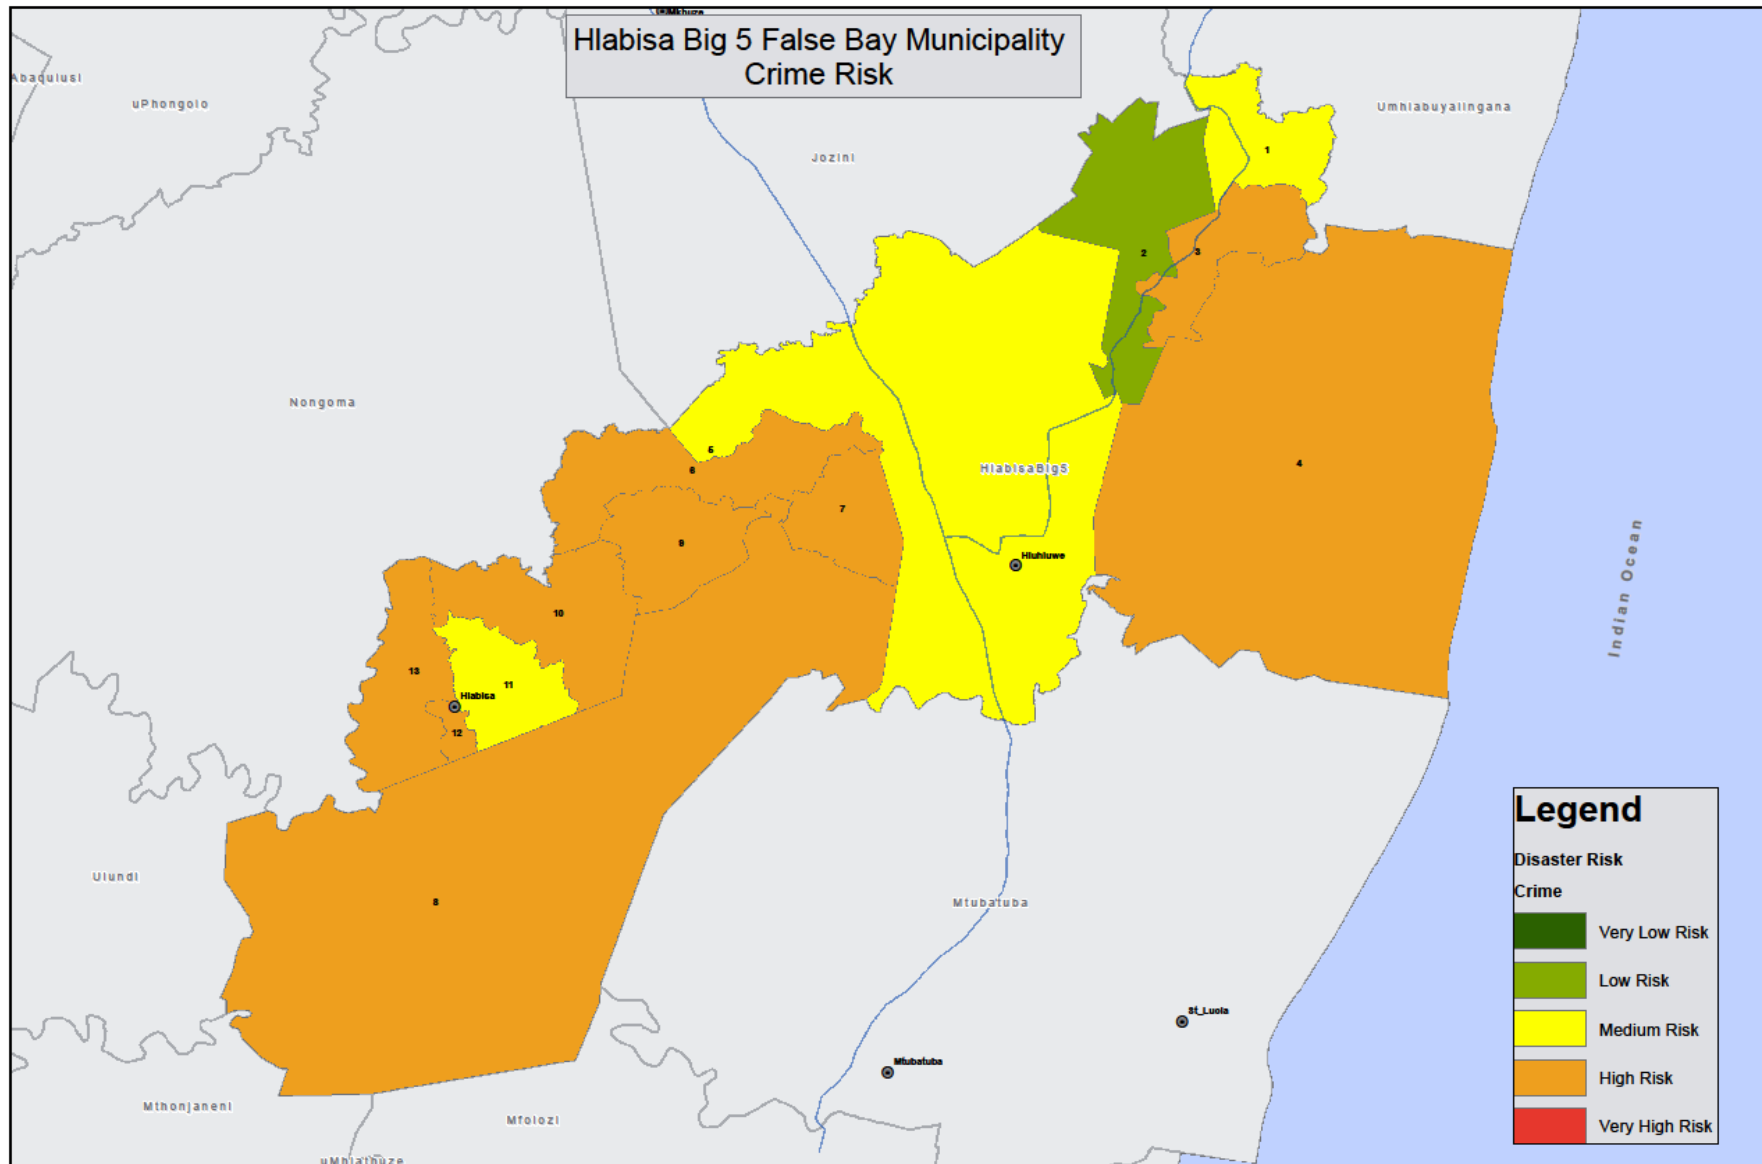 Mkhuze
Hlabisa Big 5 False Bay Municipality
Crime Risk
Abaqulusi
uPhongolo
Umhlabuyalingana
Jozini
1
2
3
Nongoma
5
6
HlabisaBig5
4
7
9
Hluhluwe
10
13
11
Hlabisa
12
Indian Ocean
Ulundi
8
Mtubatuba
St_Lucia
Mtubatuba
Mthonjaneni
Mfolozi
uMhlathuze
Legend
Disaster Risk
Crime
Very Low Risk
Low Risk
Medium Risk
High Risk
Very High Risk